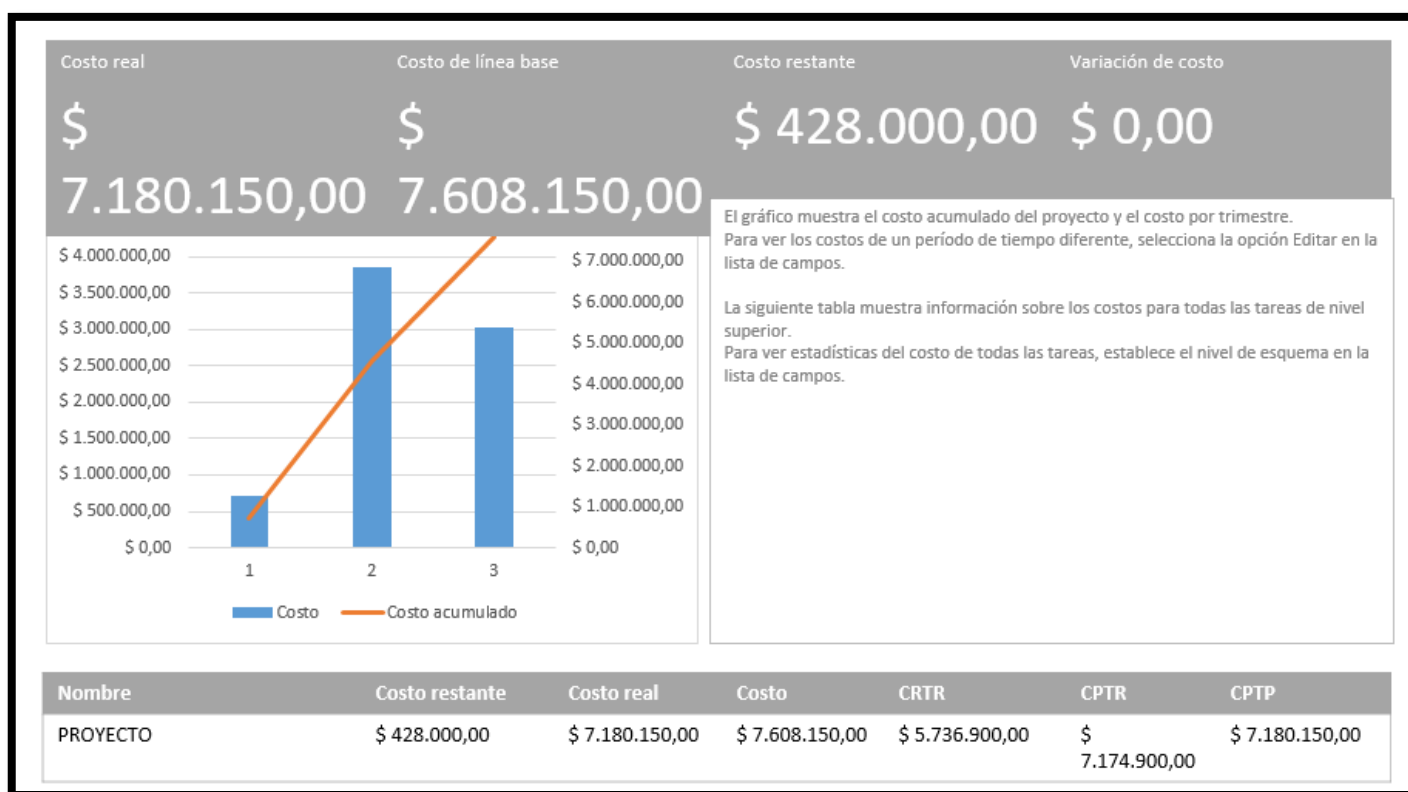 Costo real
Costo de línea base
Costo restante
Variación de costo
$
7.180.150,00
$
7.608.150,00
$ 428.000,00
$ 0,00
El gráfico muestra el costo acumulado del proyecto y el costo por trimestre.
Para ver los costos de un período de tiempo diferente, selecciona la opción Editar en la
lista de campos.
La siguiente tabla muestra información sobre los costos para todas las tareas de nivel
superior.
Para ver estadísticas del costo de todas las tareas, establece el nivel de esquema en la
lista de campos.
$ 4.000.000,00
$ 3.500.000,00
$ 3.000.000,00
$ 2.500.000,00
$ 2.000.000,00
$ 1.500.000,00
$ 1.000.000,00
$ 500.000,00
$ 0,00
$ 7.000.000,00
$ 6.000.000,00
$ 5.000.000,00
$ 4.000.000,00
$ 3.000.000,00
$ 2.000.000,00
$ 1.000.000,00
$ 0,00
1 2 3
Costo Costo acumulado
Nombre Costo restante Costo real Costo CRTR CPTR CPTP
PROYECTO $ 428.000,00 $ 7.180.150,00 $ 7.608.150,00 $ 5.736.900,00 $ $ 7.180.150,00
7.174.900,00